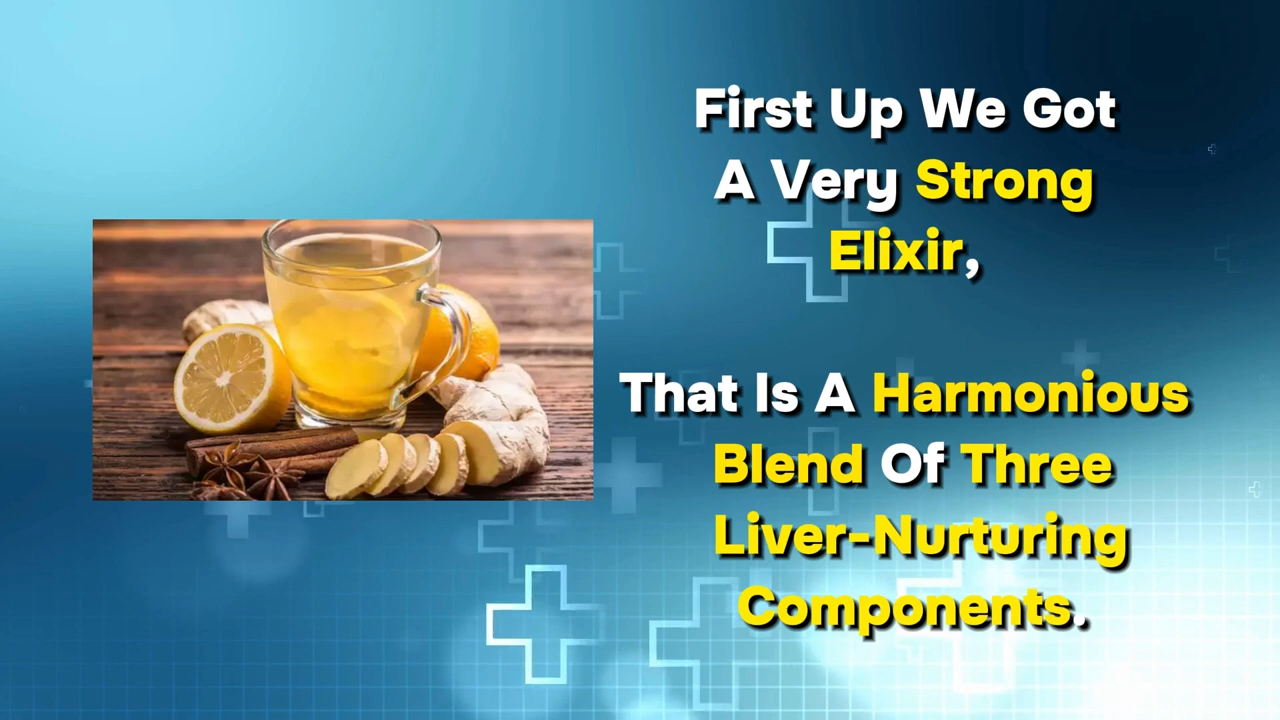 First Up We Got
A Very Strong
Elixir,
That Is A Harmonious
Blend Of Three
Liver-Nurturing
Components.